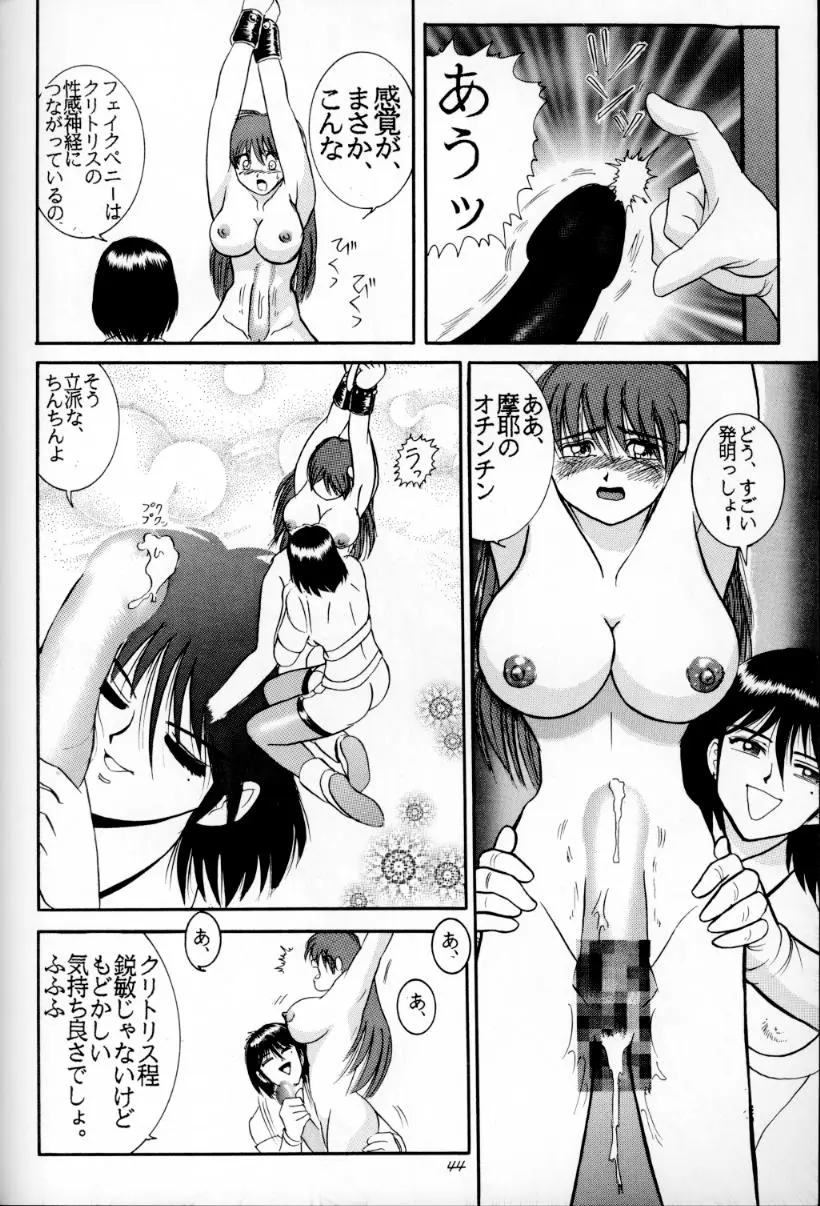 あうッ
感覚が、
まさか、
こんな
びくっ
びくっ
フェイクペニーは
クリトリスの
性感神経に
つながっているの
どう、すごい
発明っしょ！
ああ、
摩耶の
オチンチン
うっ
そう
立派な、
ちんちんよ
プク
プクン
あ、
あ、
あ、
クリトリス程
鋭敏じゃないけど
もどかしい
気持ち良さでしょ。
ふふふ
44